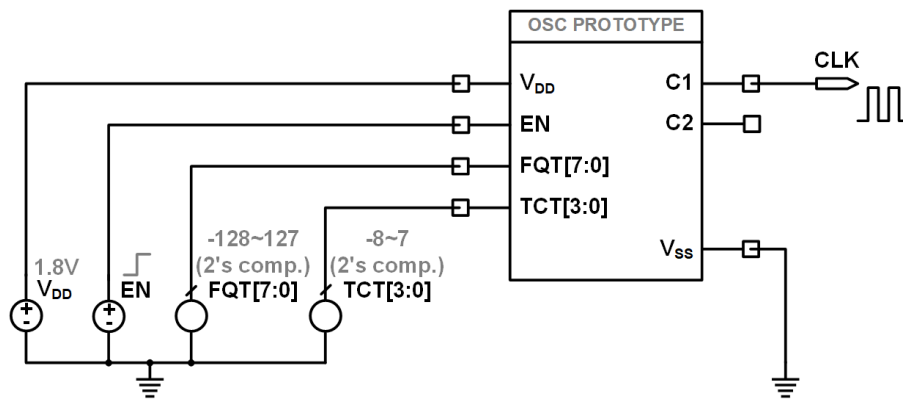 OSC PROTOTYPE
CLK
VDD
C1
EN
C2
FQT[7:0]
TCT[3:0]
VSS
-128~127
(2's comp.)
FQT[7:0]
-8~7
(2's comp.)
TCT[3:0]
1.8V
VDD
EN
+
-
+
-